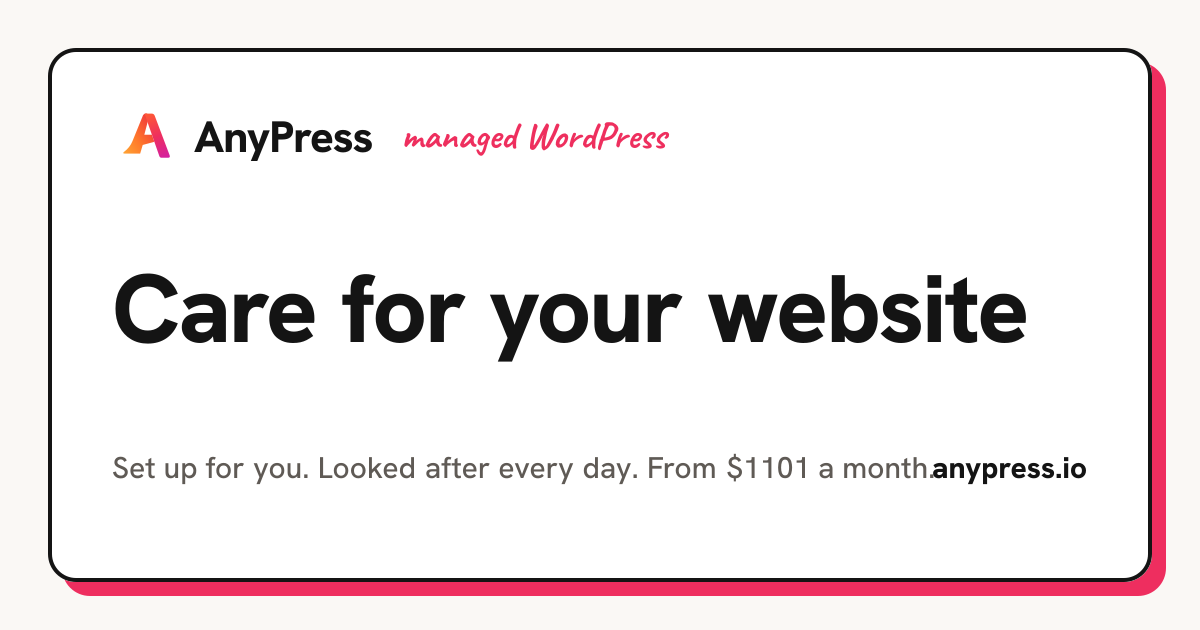 AnyPress managed WordPress
Care for your website
Set up for you. Looked after every day. From $1101 a month. anypress.io